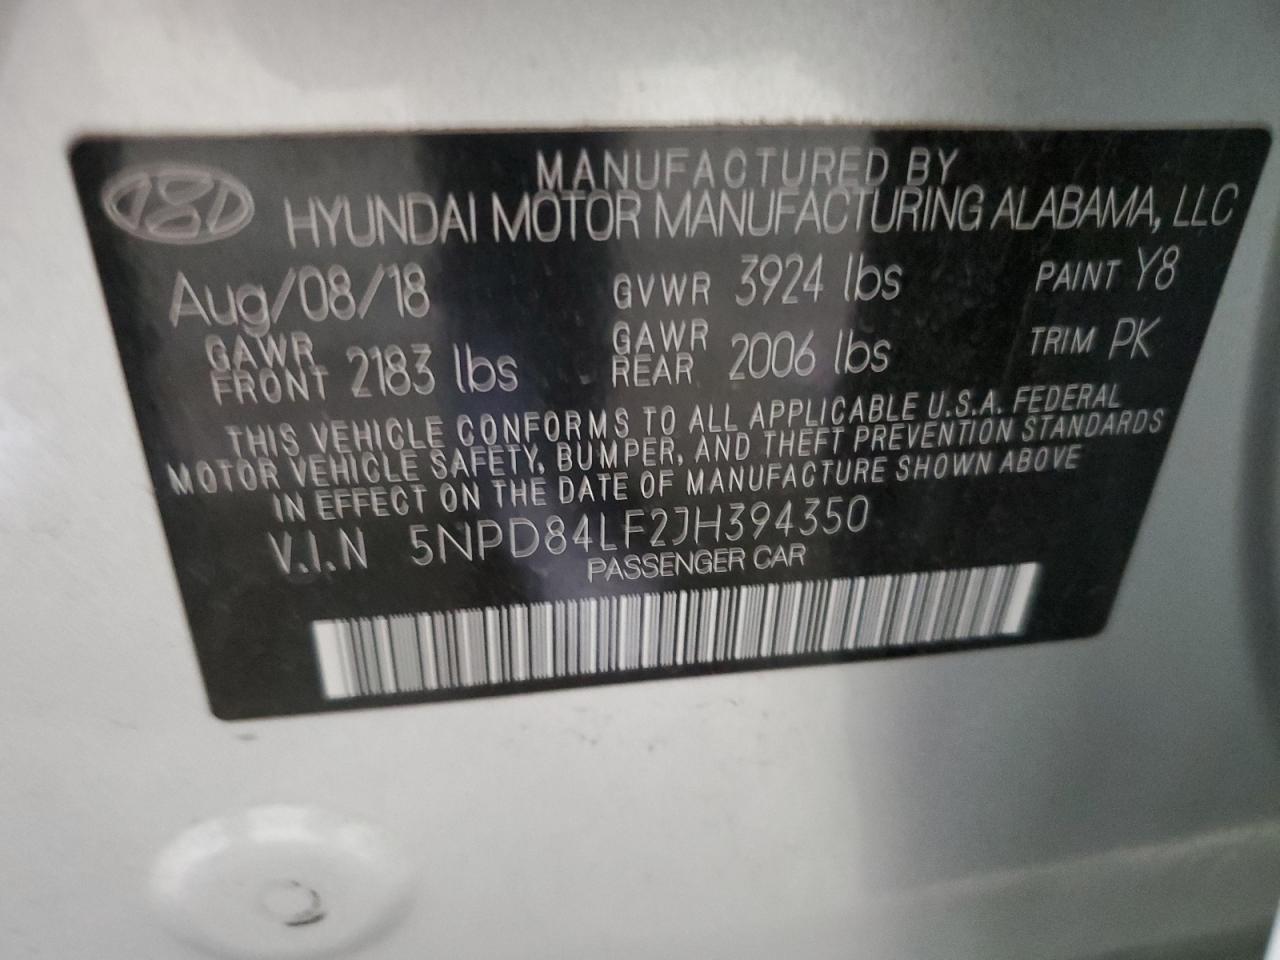 MANUFACTURED BY
HYUNDAI MOTOR MANUFACTURING ALABAMA, LLC
Aug/08/18 GVWR 3924 lbs PAINT Y8
GAWR FRONT 2183 lbs GAWR REAR 2006 lbs TRIM PK
THIS VEHICLE CONFORMS TO ALL APPLICABLE U.S.A. FEDERAL
MOTOR VEHICLE SAFETY, BUMPER, AND THEFT PREVENTION STANDARDS
IN EFFECT ON THE DATE OF MANUFACTURE SHOWN ABOVE
V.I.N 5NPD84LF2JH394350
PASSENGER CAR